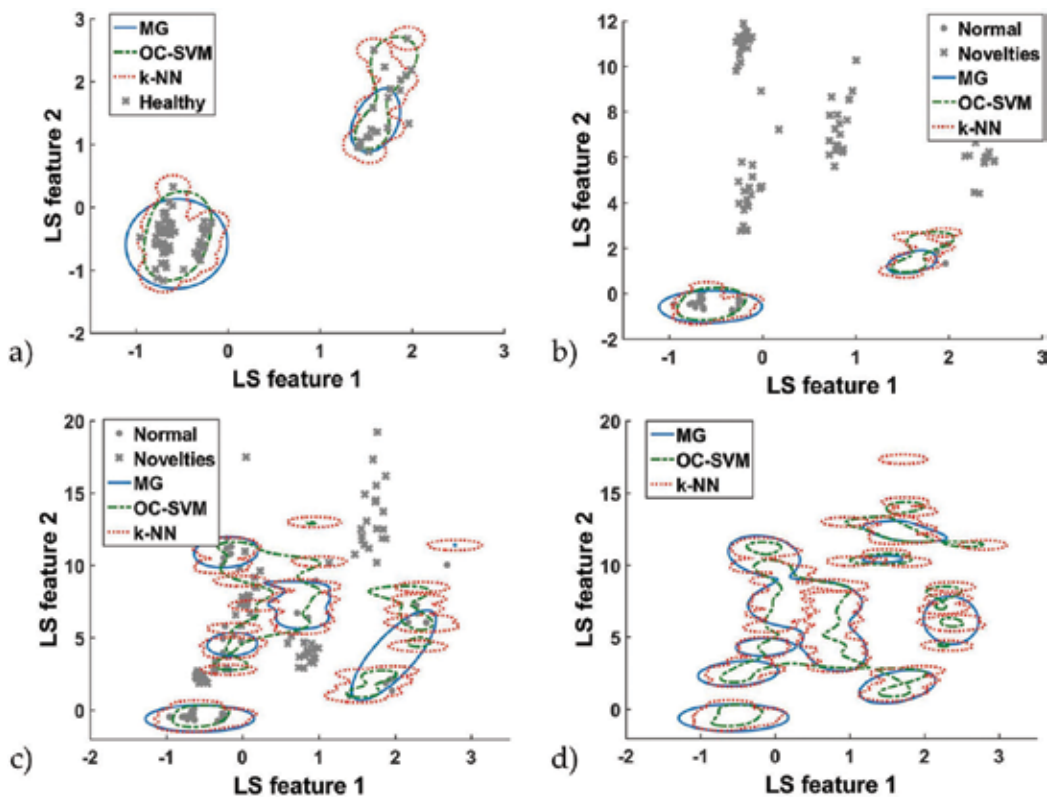 a)
3
2
1
0
-1
-2
-1
0
1
2
3
LS feature 2
LS feature 1
MG
OC-SVM
k-NN
Healthy
b)
12
10
8
6
4
2
0
-2
-1
0
1
2
3
LS feature 2
LS feature 1
Normal
Novelties
MG
OC-SVM
k-NN
c)
20
15
10
5
0
-2
-1
0
1
2
3
LS feature 2
LS feature 1
Normal
Novelties
MG
OC-SVM
k-NN
d)
20
15
10
5
0
-2
-1
0
1
2
3
LS feature 2
LS feature 1
MG
OC-SVM
k-NN